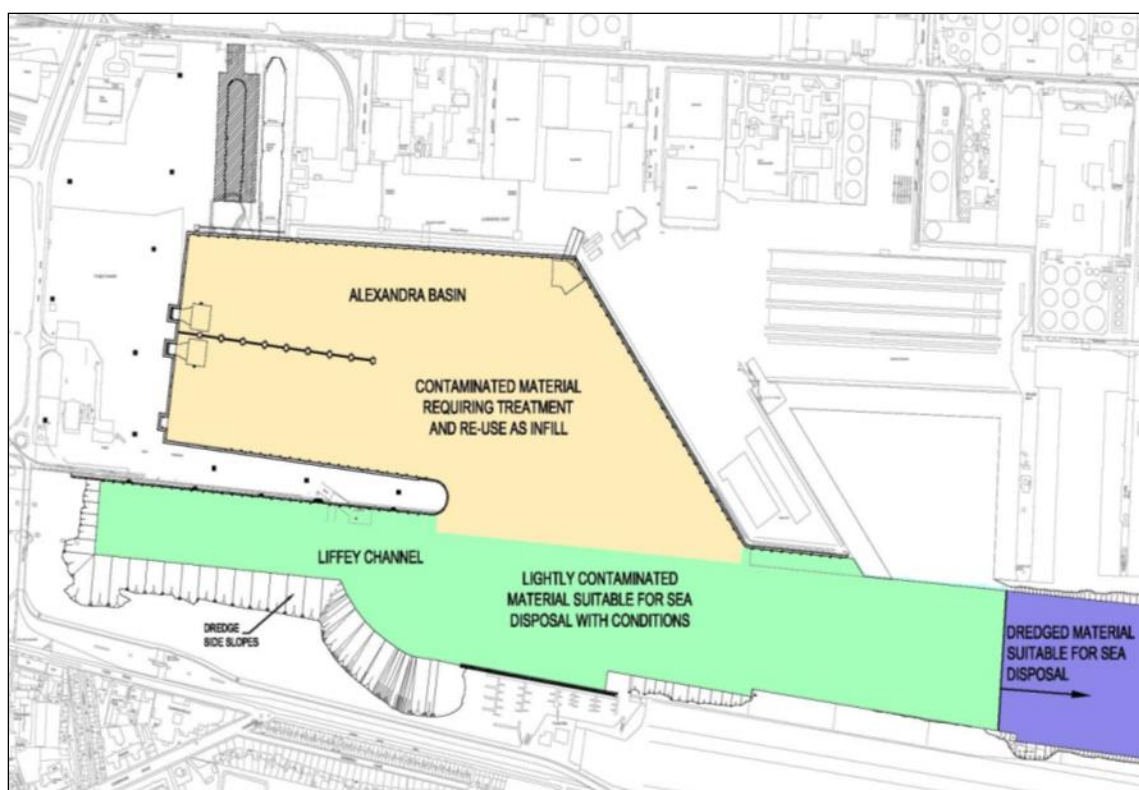 ALEXANDRA BASIN
CONTAMINATED MATERIAL
REQUIRING TREATMENT
AND RE-USE AS INFILL
LIFFEY CHANNEL
LIGHTLY CONTAMINATED
MATERIAL SUITABLE FOR SEA
DISPOSAL WITH CONDITIONS
DREDGE
SIDE SLOPES
DREDGED MATERIAL
SUITABLE FOR SEA
DISPOSAL